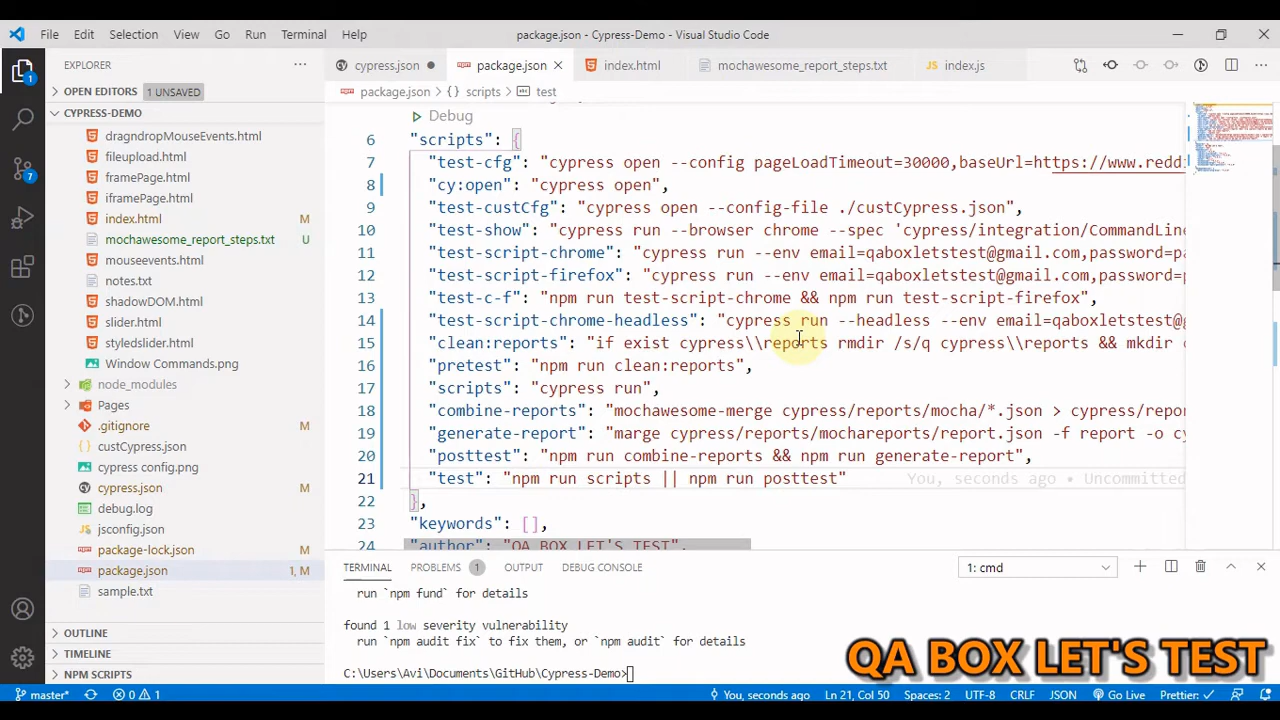 File Edit Selection View Go Run Terminal Help package.json - Cypress-Demo - Visual Studio Code
EXPLORER
cypress.json package.json index.html mochawesome_report_steps.txt index.js
OPEN EDITORS 1 UNSAVED
package.json > {} scripts > test
CYPRESS-DEMO
dragndropMouseEvents.html
fileupload.html
framePage.html
iframePage.html
index.html M
mochawesome_report_steps.txt U
mouseevents.html
notes.txt
shadowDOM.html
slider.html
styledslider.html
Window Commands.png
node_modules
Pages
.gitignore
custCypress.json
cypress config.png
cypress.json M
debug.log
jsconfig.json
package-lock.json M
package.json 1, M
sample.txt
OUTLINE
TIMELINE
NPM SCRIPTS
Debug
6 "scripts": {
7 "test-cfg": "cypress open --config pageLoadTimeout=30000,baseUrl=https://www.reddi
8 "cy:open": "cypress open",
9 "test-custCfg": "cypress open --config-file ./custCypress.json",
10 "test-show": "cypress run --browser chrome --spec 'cypress/integration/CommandLine
11 "test-script-chrome": "cypress run --env email=qaboxletstest@gmail.com,password=pa
12 "test-script-firefox": "cypress run --env email=qaboxletstest@gmail.com,password=p
13 "test-c-f": "npm run test-script-chrome && npm run test-script-firefox",
14 "test-script-chrome-headless": "cypress run --headless --env email=qaboxletstest@g
15 "clean:reports": "if exist cypress\\reports rmdir /s/q cypress\\reports && mkdir c
16 "pretest": "npm run clean:reports",
17 "scripts": "cypress run",
18 "combine-reports": "mochawesome-merge cypress/reports/mocha/*.json > cypress/repor
19 "generate-report": "marge cypress/reports/mochareports/report.json -f report -o cy
20 "posttest": "npm run combine-reports && npm run generate-report",
21 "test": "npm run scripts || npm run posttest" You, seconds ago • Uncommitted
22 },
23 "keywords": [],
24 "author": "QA BOX LET'S TEST",
TERMINAL PROBLEMS 1 OUTPUT DEBUG CONSOLE 1: cmd
run `npm fund` for details
found 1 low severity vulnerability
run `npm audit fix` to fix them, or `npm audit` for details
C:\Users\Avi\Documents\GitHub\Cypress-Demo>
QA BOX LET'S TEST
master* 0 1 You, seconds ago Ln 21, Col 50 Spaces: 2 UTF-8 CRLF JSON Go Live Prettier: ✓